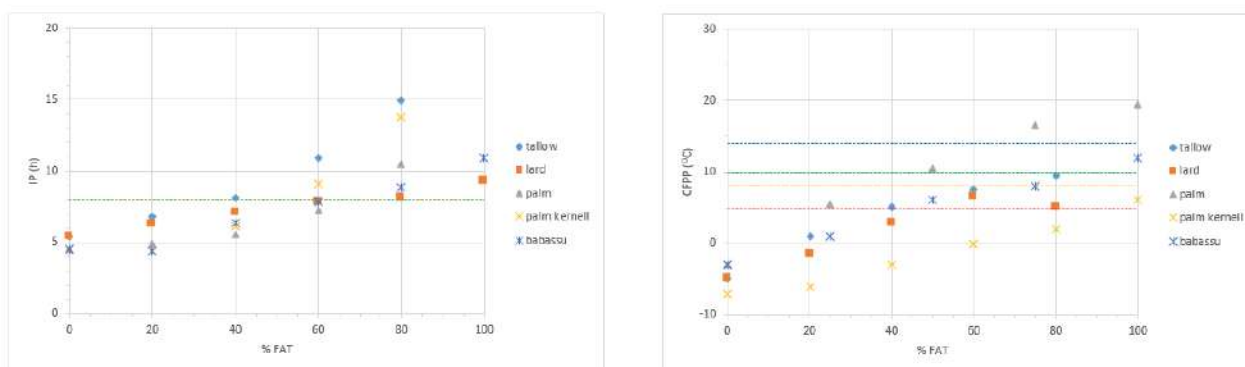 20
15
10
5
0
IP (h)
0 20 40 60 80 100
% FAT
tallow
lard
palm
palm kernell
babassu
30
20
10
0
-10
CFPP (ºC)
0 20 40 60 80 100
% FAT
tallow
lard
palm
palm kernell
babassu